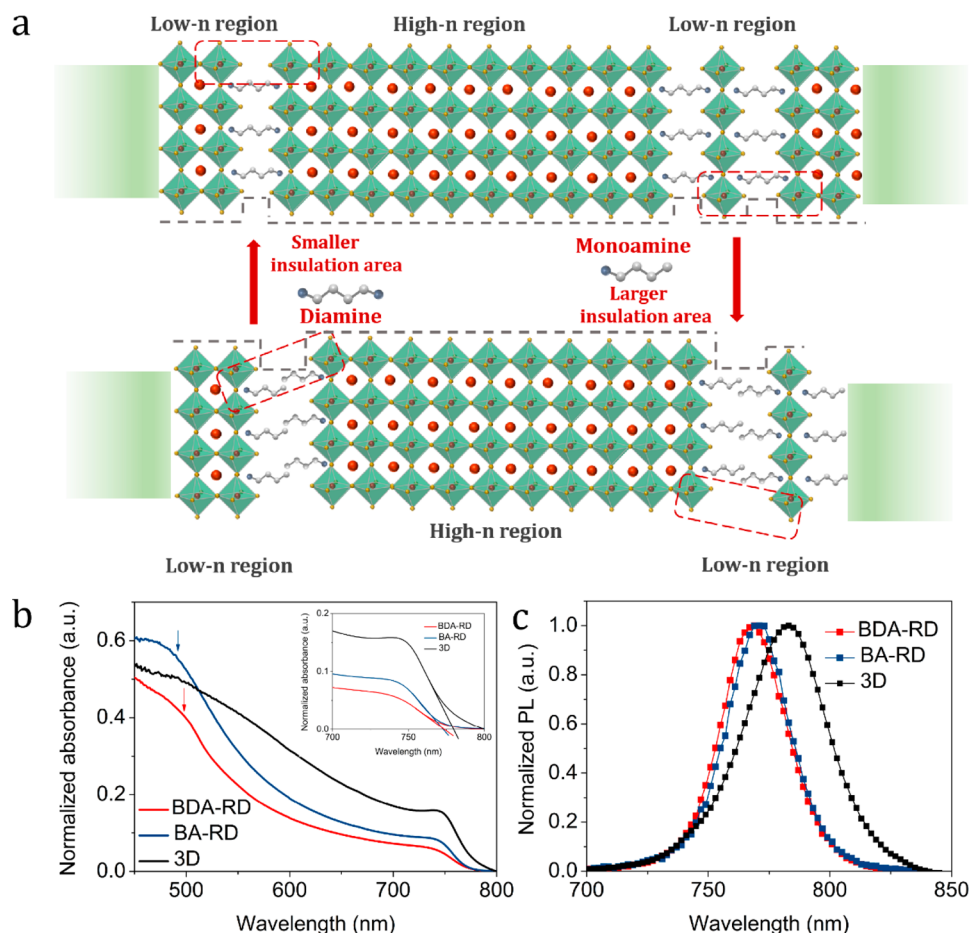 a
Low-n region
High-n region
Low-n region
Smaller
insulation area
Diamine
Monoamine
Larger
insulation area
High-n region
Low-n region
Low-n region
b
Normalized absorbance (a.u.)
0.6
0.4
0.2
0.0
500
600
700
800
Wavelength (nm)
BDA-RD
BA-RD
3D
Normalized absorbance (a.u.)
0.2
0.1
0.0
700
750
800
Wavelength (nm)
BDA-RD
BA-RD
3D
c
Normalized PL (a.u.)
1.0
0.8
0.6
0.4
0.2
0.0
700
750
800
850
Wavelength (nm)
BDA-RD
BA-RD
3D